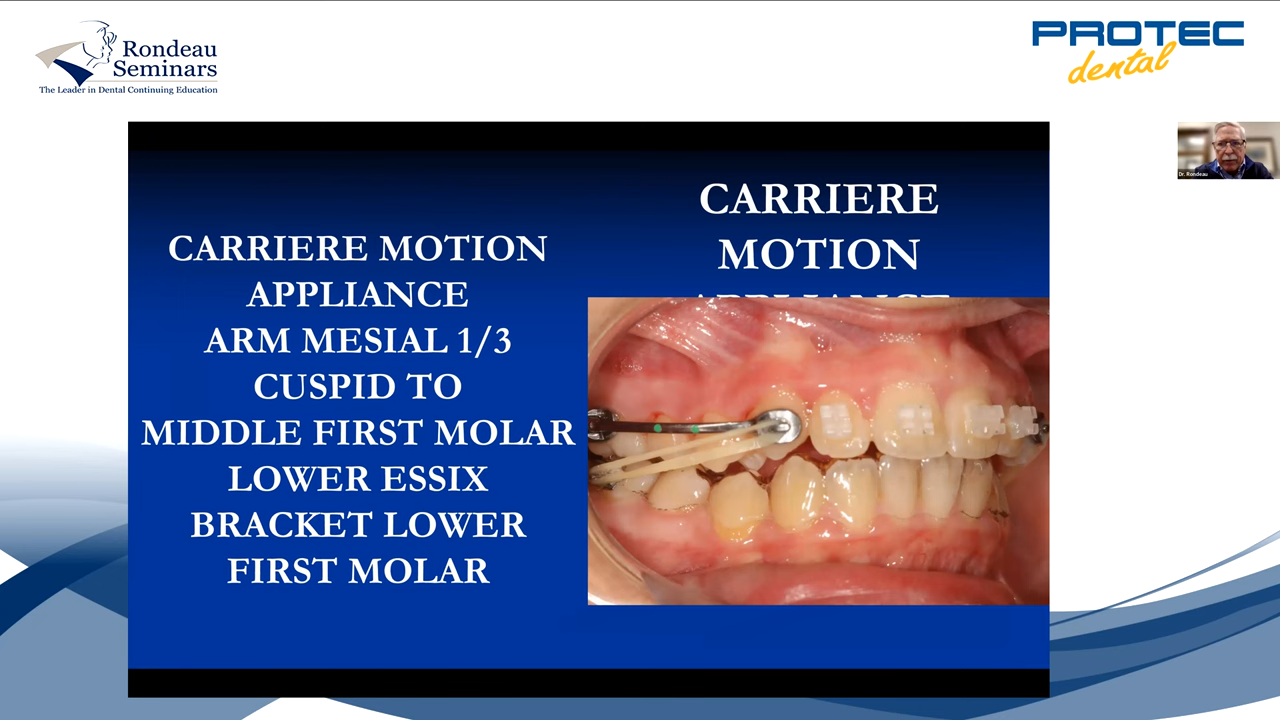 Rondeau
Seminars
The Leader in Dental Continuing Education
PROTEC
dental
Dr. Rondeau
CARRIERE MOTION
APPLIANCE
ARM MESIAL 1/3
CUSPID TO
MIDDLE FIRST MOLAR
LOWER ESSIX
BRACKET LOWER
FIRST MOLAR
CARRIERE
MOTION
APPLIANCE